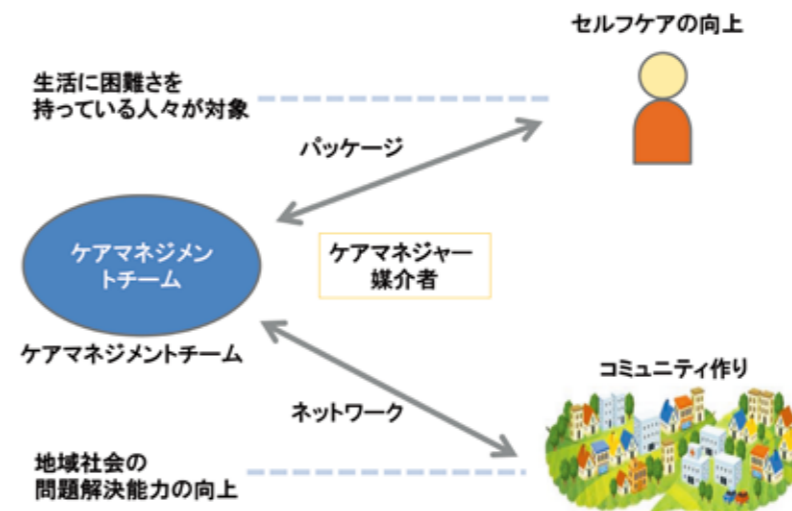 セルフケアの向上
生活に困難さを
持っている人々が対象
パッケージ
ケアマネジメン
トチーム
ケアマネジャー
媒介者
ケアマネジメントチーム
コミュニティ作り
ネットワーク
地域社会の
問題解決能力の向上